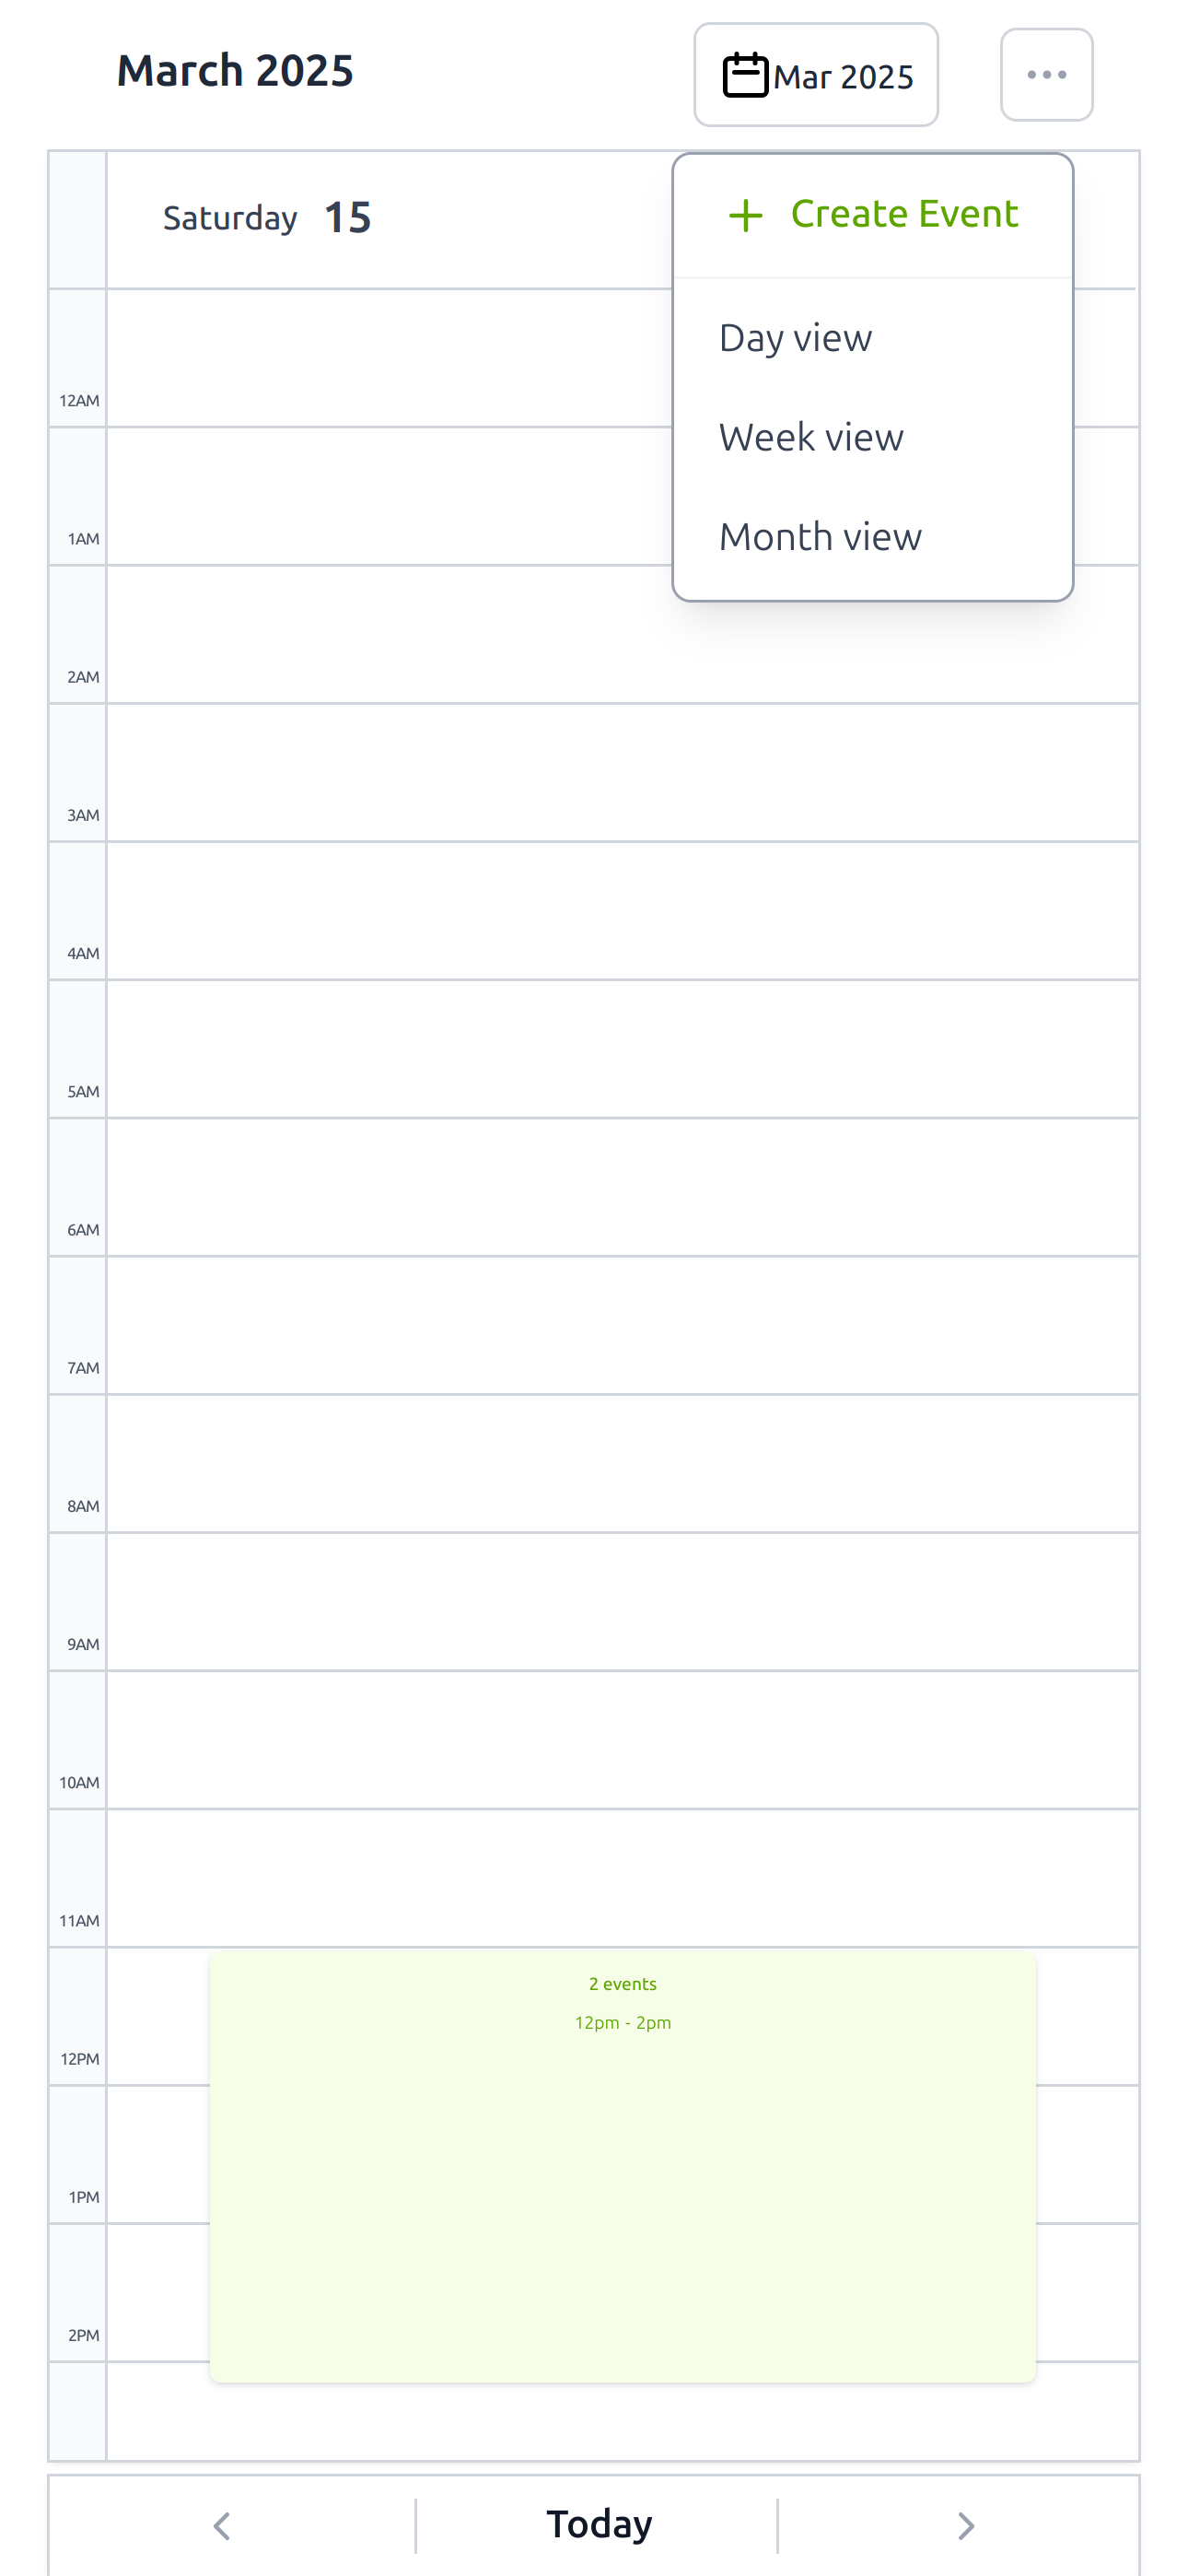 March 2025
Mar 2025
Saturday 15
Create Event
Day view
Week view
Month view
12AM
1AM
2AM
3AM
4AM
5AM
6AM
7AM
8AM
9AM
10AM
11AM
2 events
12pm - 2pm
12PM
1PM
2PM
Today